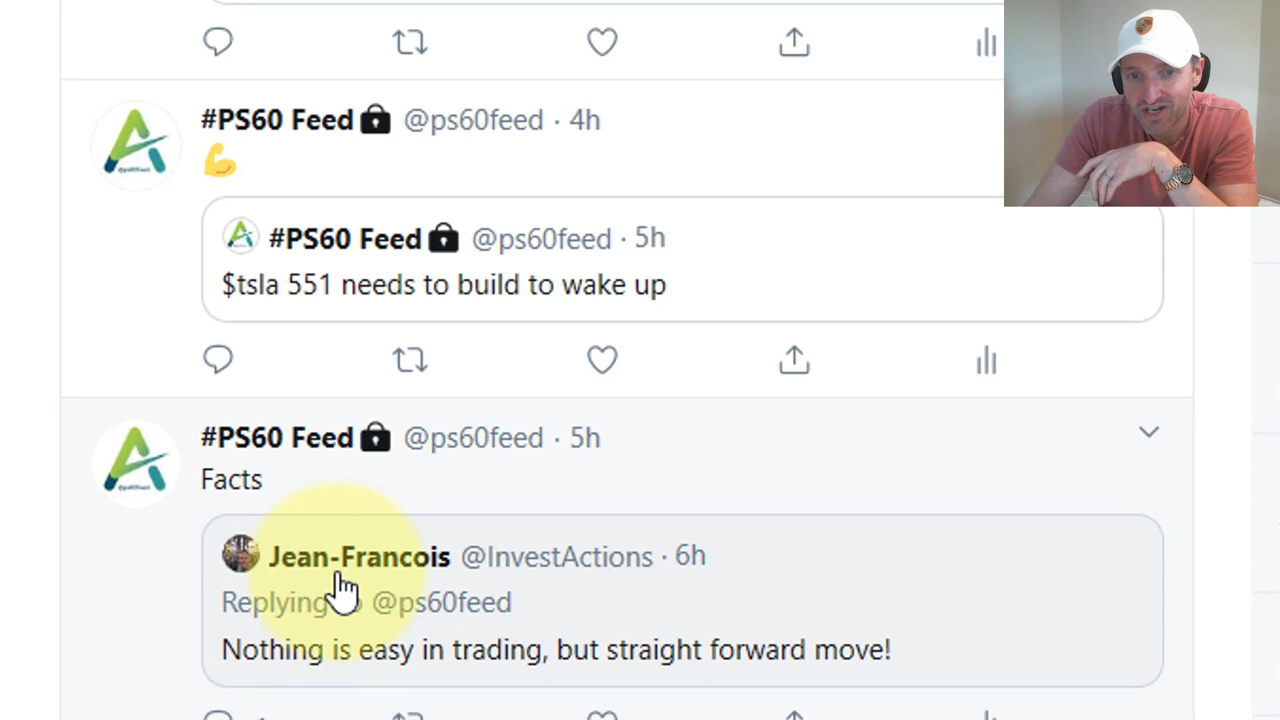 #PS60 Feed @ps60feed · 4h
💪
#PS60 Feed @ps60feed · 5h
$tsla 551 needs to build to wake up
#PS60 Feed @ps60feed · 5h
Facts
Jean-Francois @InvestActions · 6h
Replying @ps60feed
Nothing is easy in trading, but straight forward move!